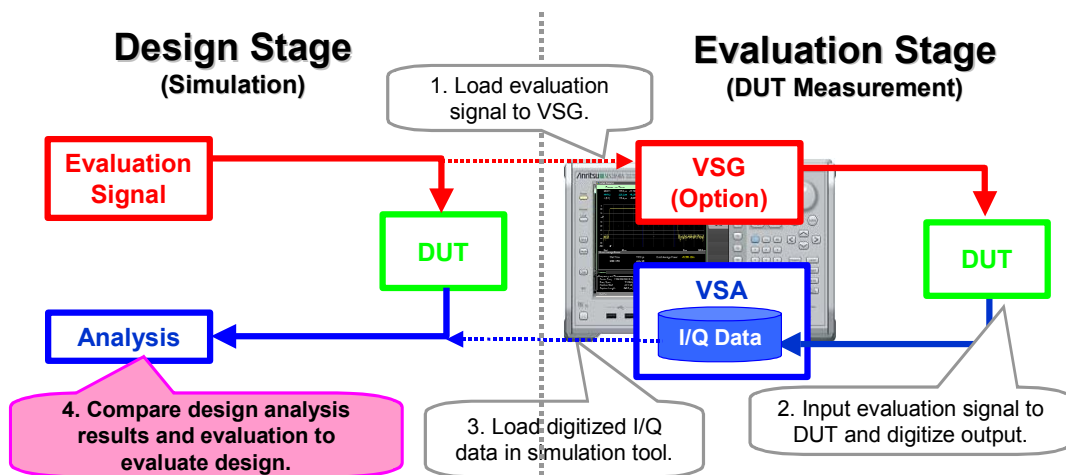 Design Stage
(Simulation)
Evaluation Stage
(DUT Measurement)
1. Load evaluation
signal to VSG.
Evaluation
Signal
VSG
(Option)
Anritsu
DUT
DUT
VSA
I/Q Data
Analysis
4. Compare design analysis
results and evaluation to
evaluate design.
3. Load digitized I/Q
data in simulation tool.
2. Input evaluation signal to
DUT and digitize output.